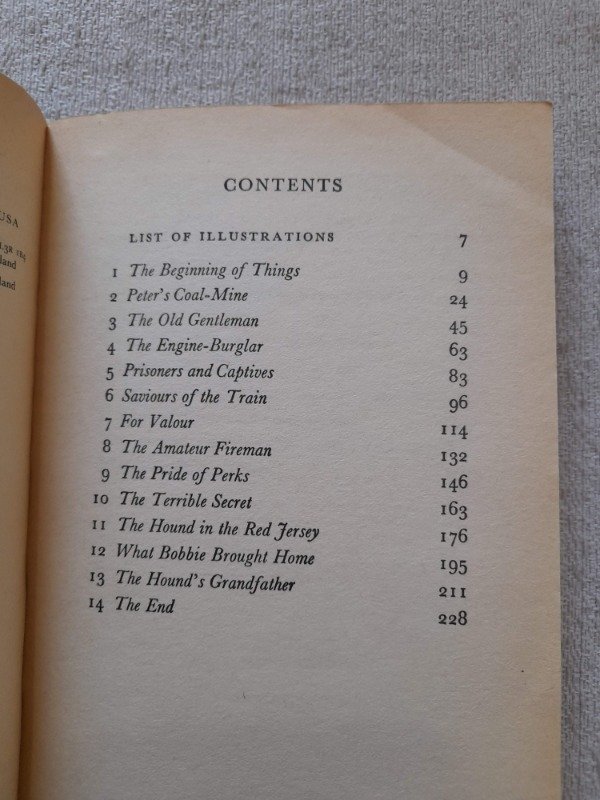 USA
land
land
CONTENTS
LIST OF ILLUSTRATIONS 7
1 The Beginning of Things 9
2 Peter's Coal-Mine 24
3 The Old Gentleman 45
4 The Engine-Burglar 63
5 Prisoners and Captives 83
6 Saviours of the Train 96
7 For Valour 114
8 The Amateur Fireman 132
9 The Pride of Perks 146
10 The Terrible Secret 163
11 The Hound in the Red Jersey 176
12 What Bobbie Brought Home 195
13 The Hound's Grandfather 211
14 The End 228